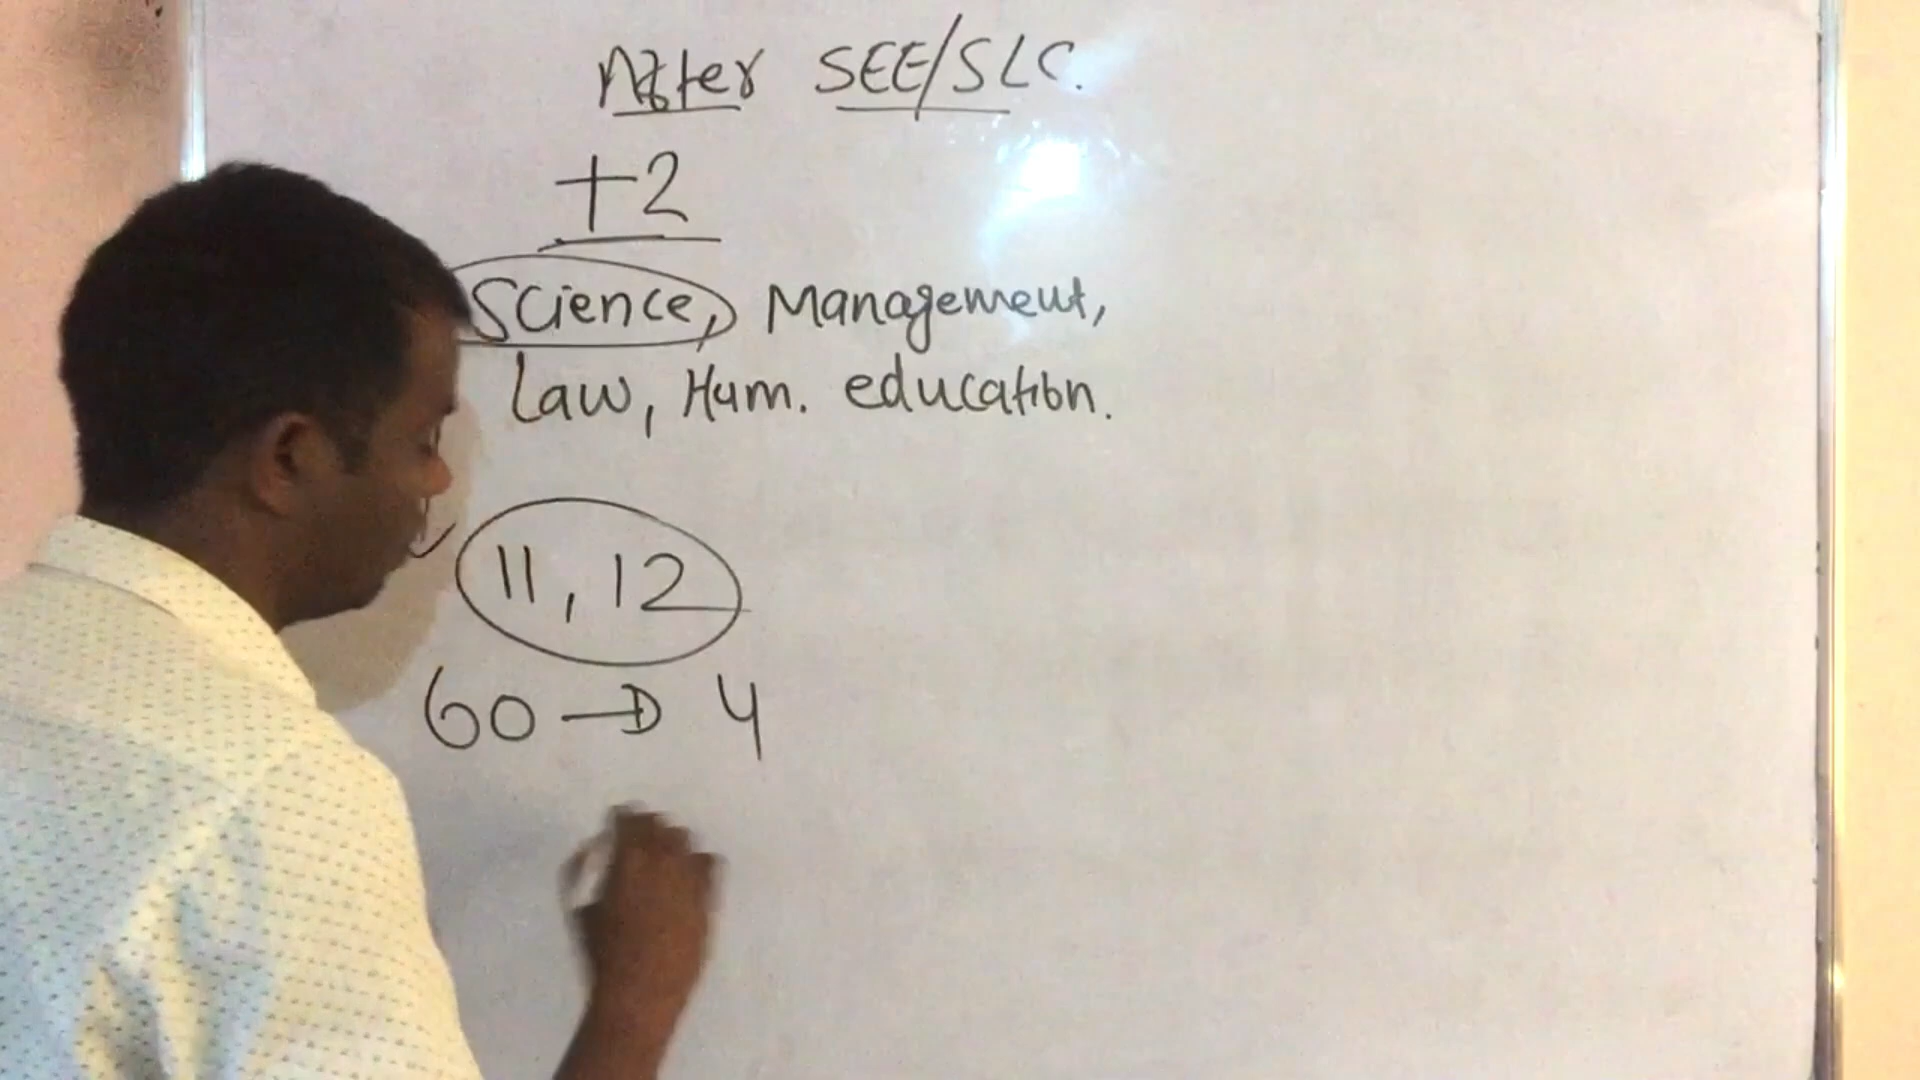 After SEE/SLC.
+2
Science, Management,
Law, Hum. education.
11, 12
60 → 4